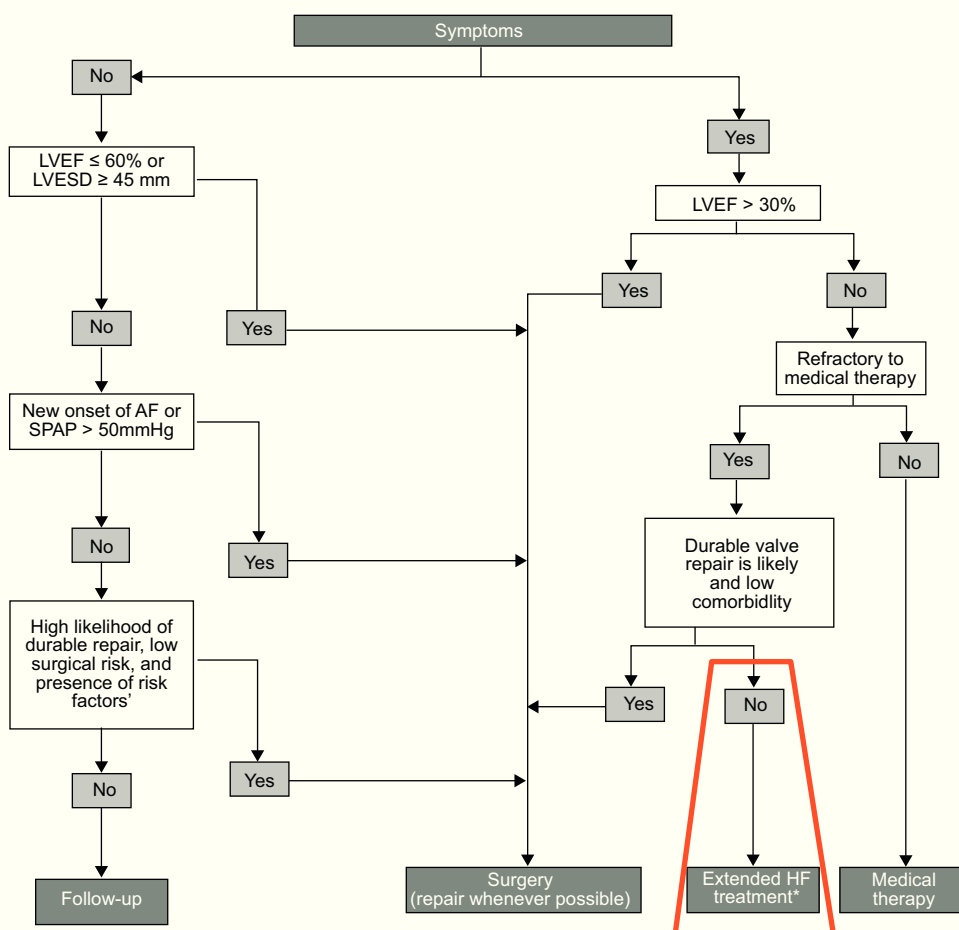 Symptoms
No
Yes
LVEF ≤ 60% or
LVESD ≥ 45 mm
LVEF > 30%
Yes
No
No
Yes
Refractory to
medical therapy
New onset of AF or
SPAP > 50mmHg
Yes
No
No
Yes
Durable valve
repair is likely
and low
comorbidlity
High likelihood of
durable repair, low
surgical risk, and
presence of risk
factors’
Yes
No
No
Yes
Follow-up
Surgery
(repair whenever possible)
Extended HF
treatment*
Medical
therapy